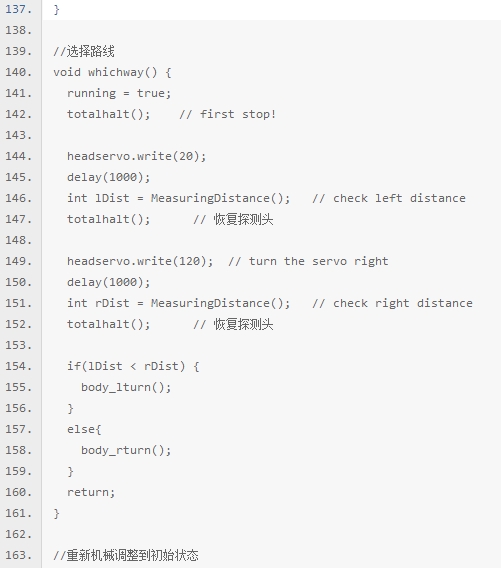 137. }
138.
139. //选择路线
140. void whichway() {
141.   running = true;
142.   totalhalt();    // first stop!
143.
144.   headservo.write(20);
145.   delay(1000);
146.   int lDist = MeasuringDistance();   // check left distance
147.   totalhalt();      // 恢复探测头
148.
149.   headservo.write(120);  // turn the servo right
150.   delay(1000);
151.   int rDist = MeasuringDistance();   // check right distance
152.   totalhalt();      // 恢复探测头
153.
154.   if(lDist < rDist) {
155.     body_lturn();
156.   }
157.   else{
158.     body_rturn();
159.   }
160.   return;
161. }
162.
163. //重新机械调整到初始状态